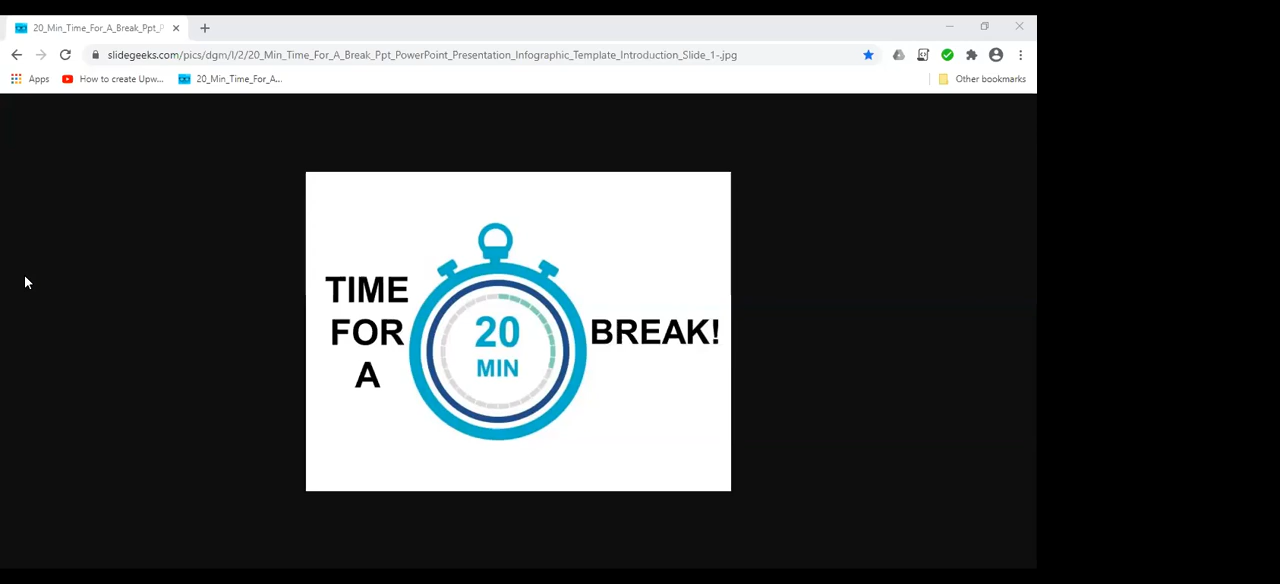 20_Min_Time_For_A_Break_Ppt_P
slidegeeks.com/pics/dgm/l/2/20_Min_Time_For_A_Break_Ppt_PowerPoint_Presentation_Infographic_Template_Introduction_Slide_1-.jpg
Apps
How to create Upw...
20_Min_Time_For_A...
Other bookmarks
TIME
FOR
A
20
MIN
BREAK!